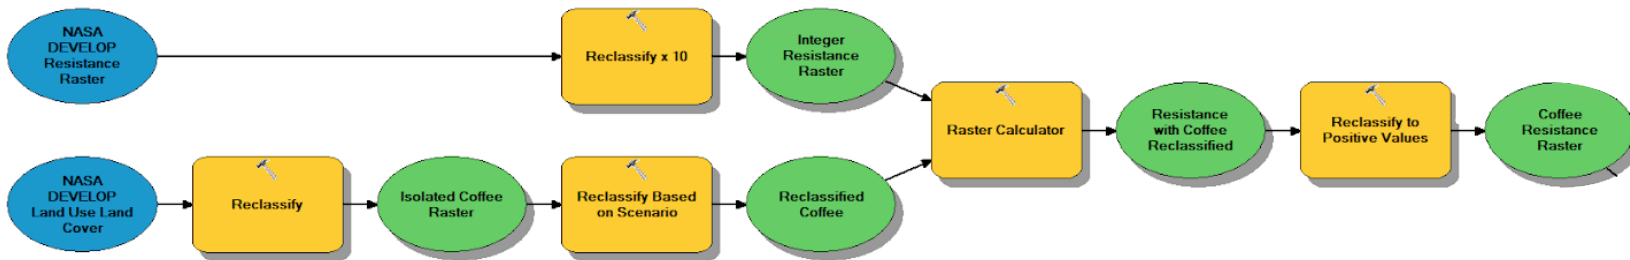 NASA
DEVELOP
Resistance
Raster
Reclassify x 10
Integer
Resistance
Raster
Raster Calculator
Resistance
with Coffee
Reclassified
Reclassify to
Positive Values
Coffee
Resistance
Raster
NASA
DEVELOP
Land Use Land
Cover
Reclassify
Isolated Coffee
Raster
Reclassify Based
on Scenario
Reclassified
Coffee